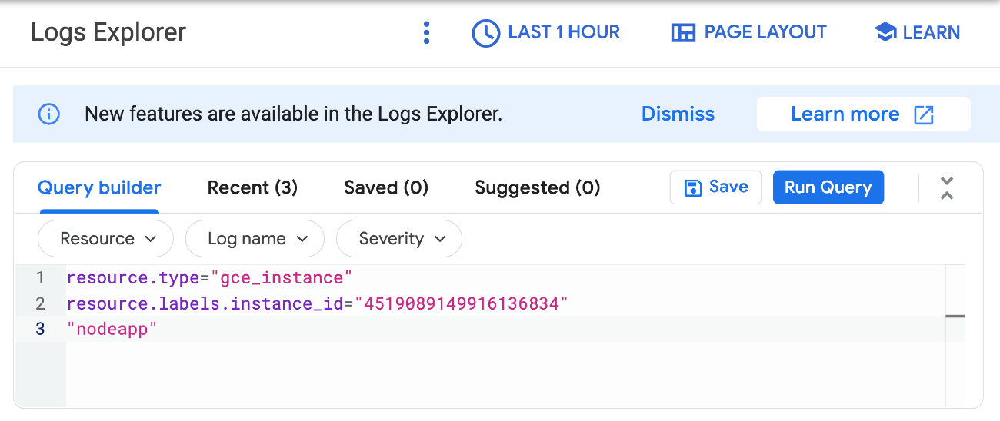 Logs Explorer LAST 1 HOUR PAGE LAYOUT LEARN
New features are available in the Logs Explorer. Dismiss Learn more
Query builder Recent (3) Saved (0) Suggested (0) Save Run Query
Resource Log name Severity
1 resource.type="gce_instance"
2 resource.labels.instance_id="4519089149916136834"
3 "nodeapp"